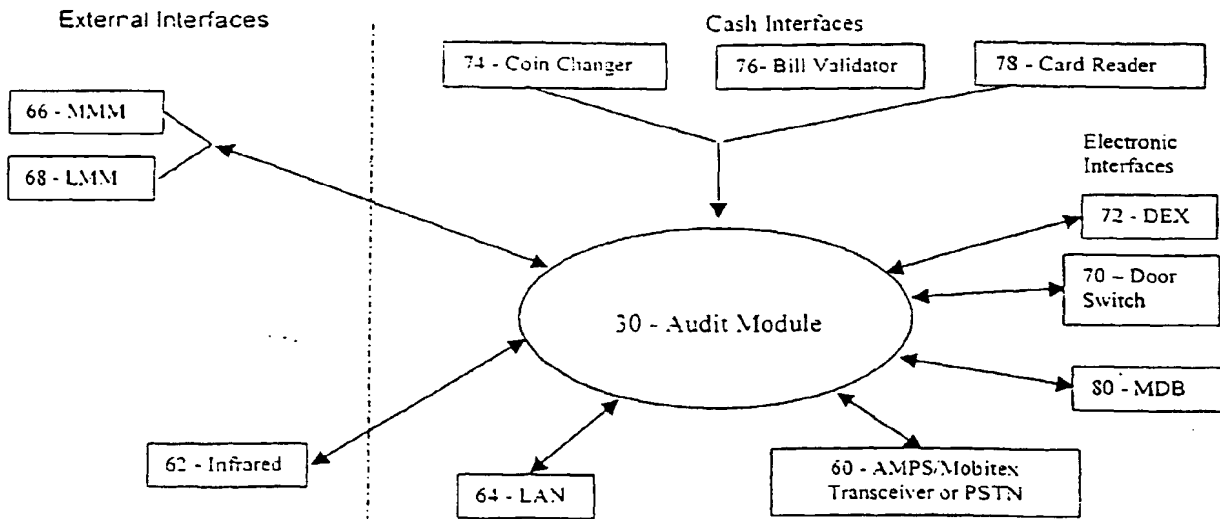 External Interfaces
Cash Interfaces
74 - Coin Changer
76- Bill Validator
78 - Card Reader
66 - MMM
68 - LMM
Electronic
Interfaces
72 - DEX
70 – Door
Switch
30 - Audit Module
80 - MDB
62 - Infrared
64 - LAN
60 - AMPS/Mobitex
Transceiver or PSTN